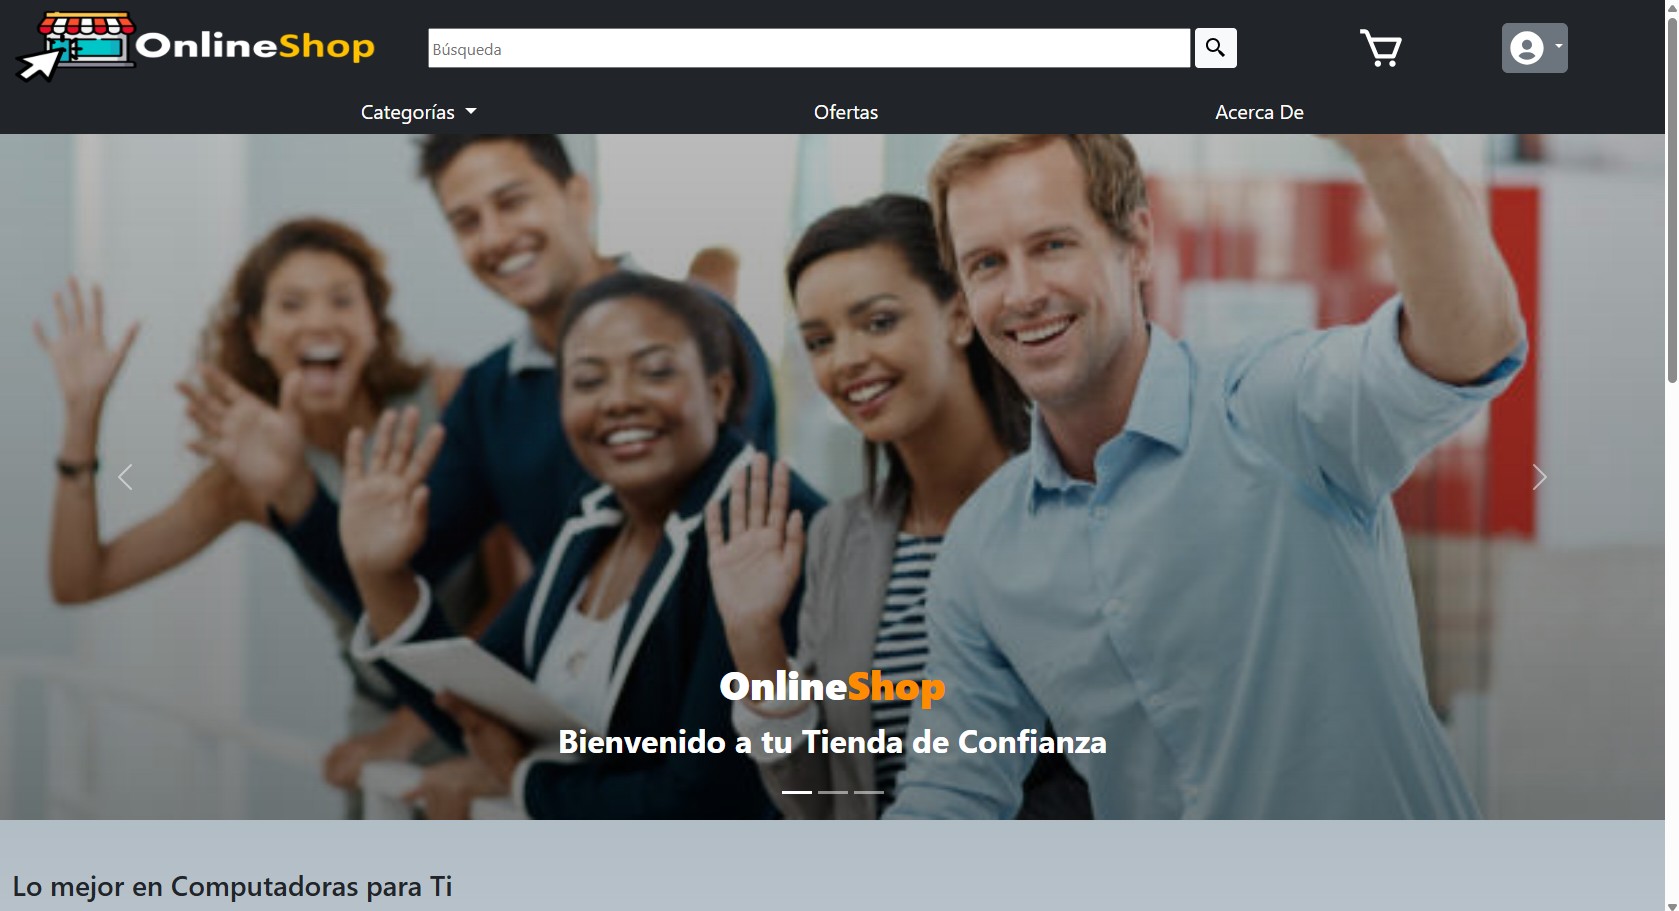 OnlineShop
Búsqueda
Categorías
Ofertas
Acerca De
OnlineShop
Bienvenido a tu Tienda de Confianza
Lo mejor en Computadoras para Ti